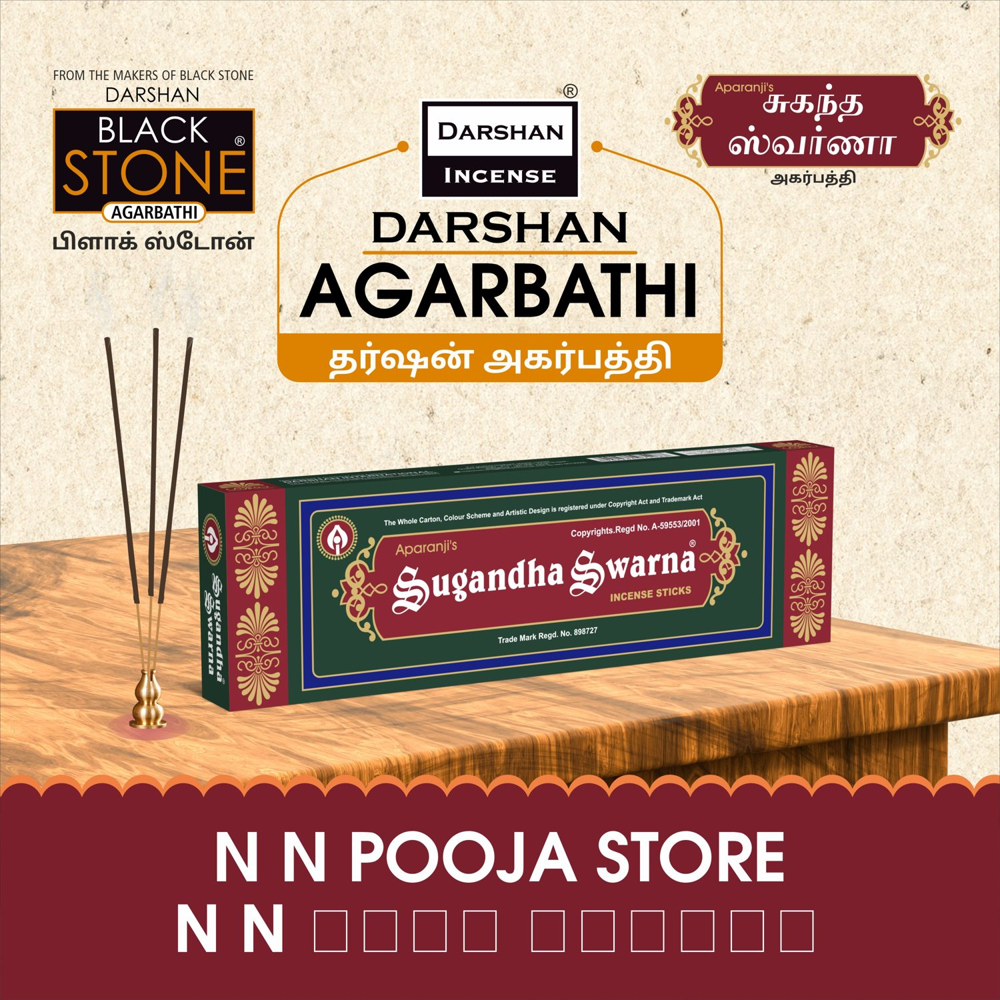 FROM THE MAKERS OF BLACK STONE
DARSHAN
BLACK
STONE®
AGARBATHI
பிளாக் ஸ்டோன்
®
DARSHAN
INCENSE
DARSHAN
AGARBATHI
தர்ஷன் அகர்பத்தி
Aparanji's
சுகந்த
ஸ்வர்ணா
அகர்பத்தி
The Whole Carton, Colour Scheme and Artistic Design is registered under Copyright Act and Trademark Act
Copyrights.Regd No. A-59553/2001
Aparanji's
Sugandha Swarna®
INCENSE STICKS
Trade Mark Regd. No. 898727
Sugandha
Swarna®
N N POOJA STORE
N N □□□□ □□□□□□